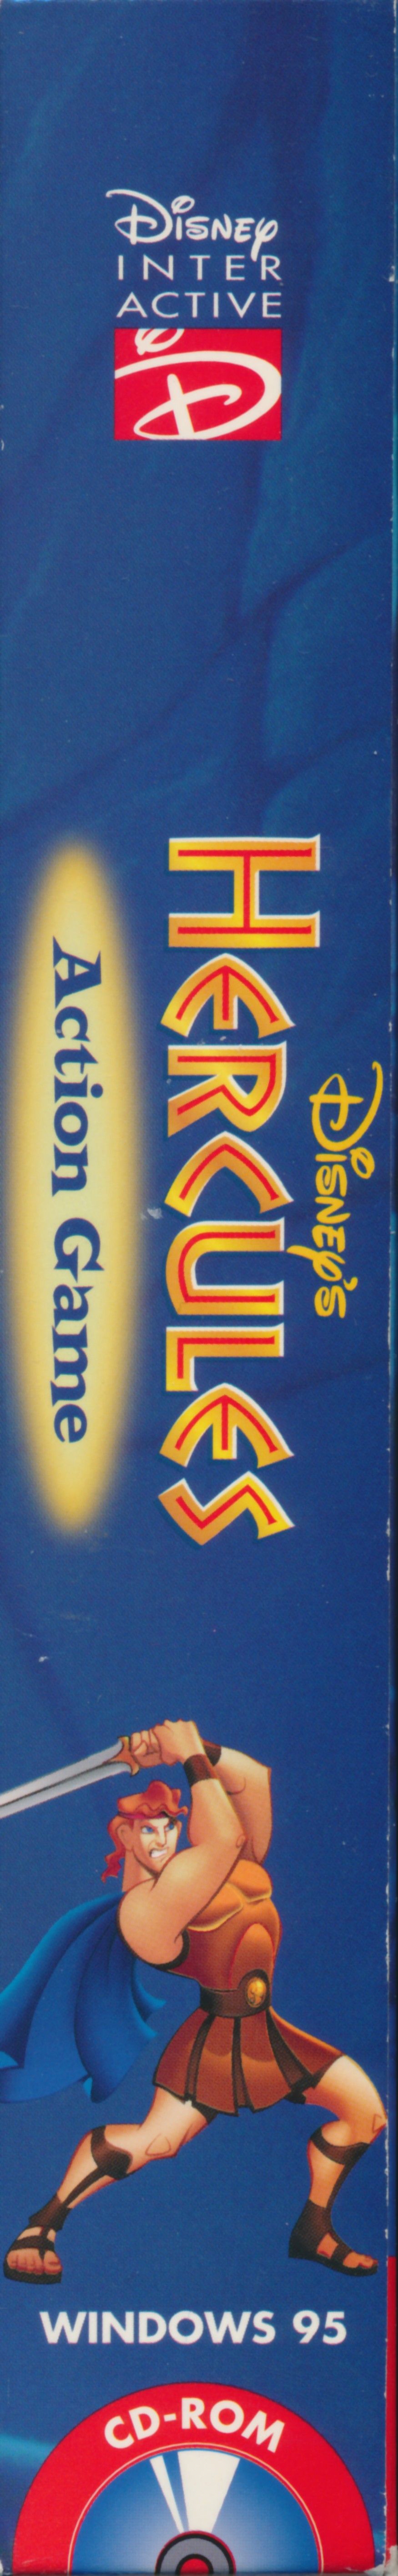 DISNEY
INTER
ACTIVE
DISNEY'S
HERCULES
Action Game
WINDOWS 95
CD-ROM